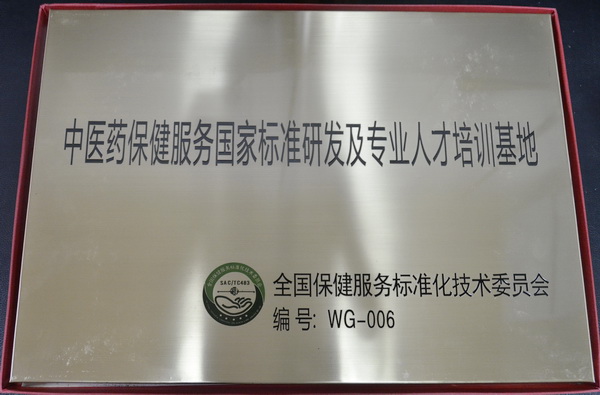 中医药保健服务国家标准研发及专业人才培训基地
SAC/TC483
全国保健服务标准化技术委员会
编号: WG-006